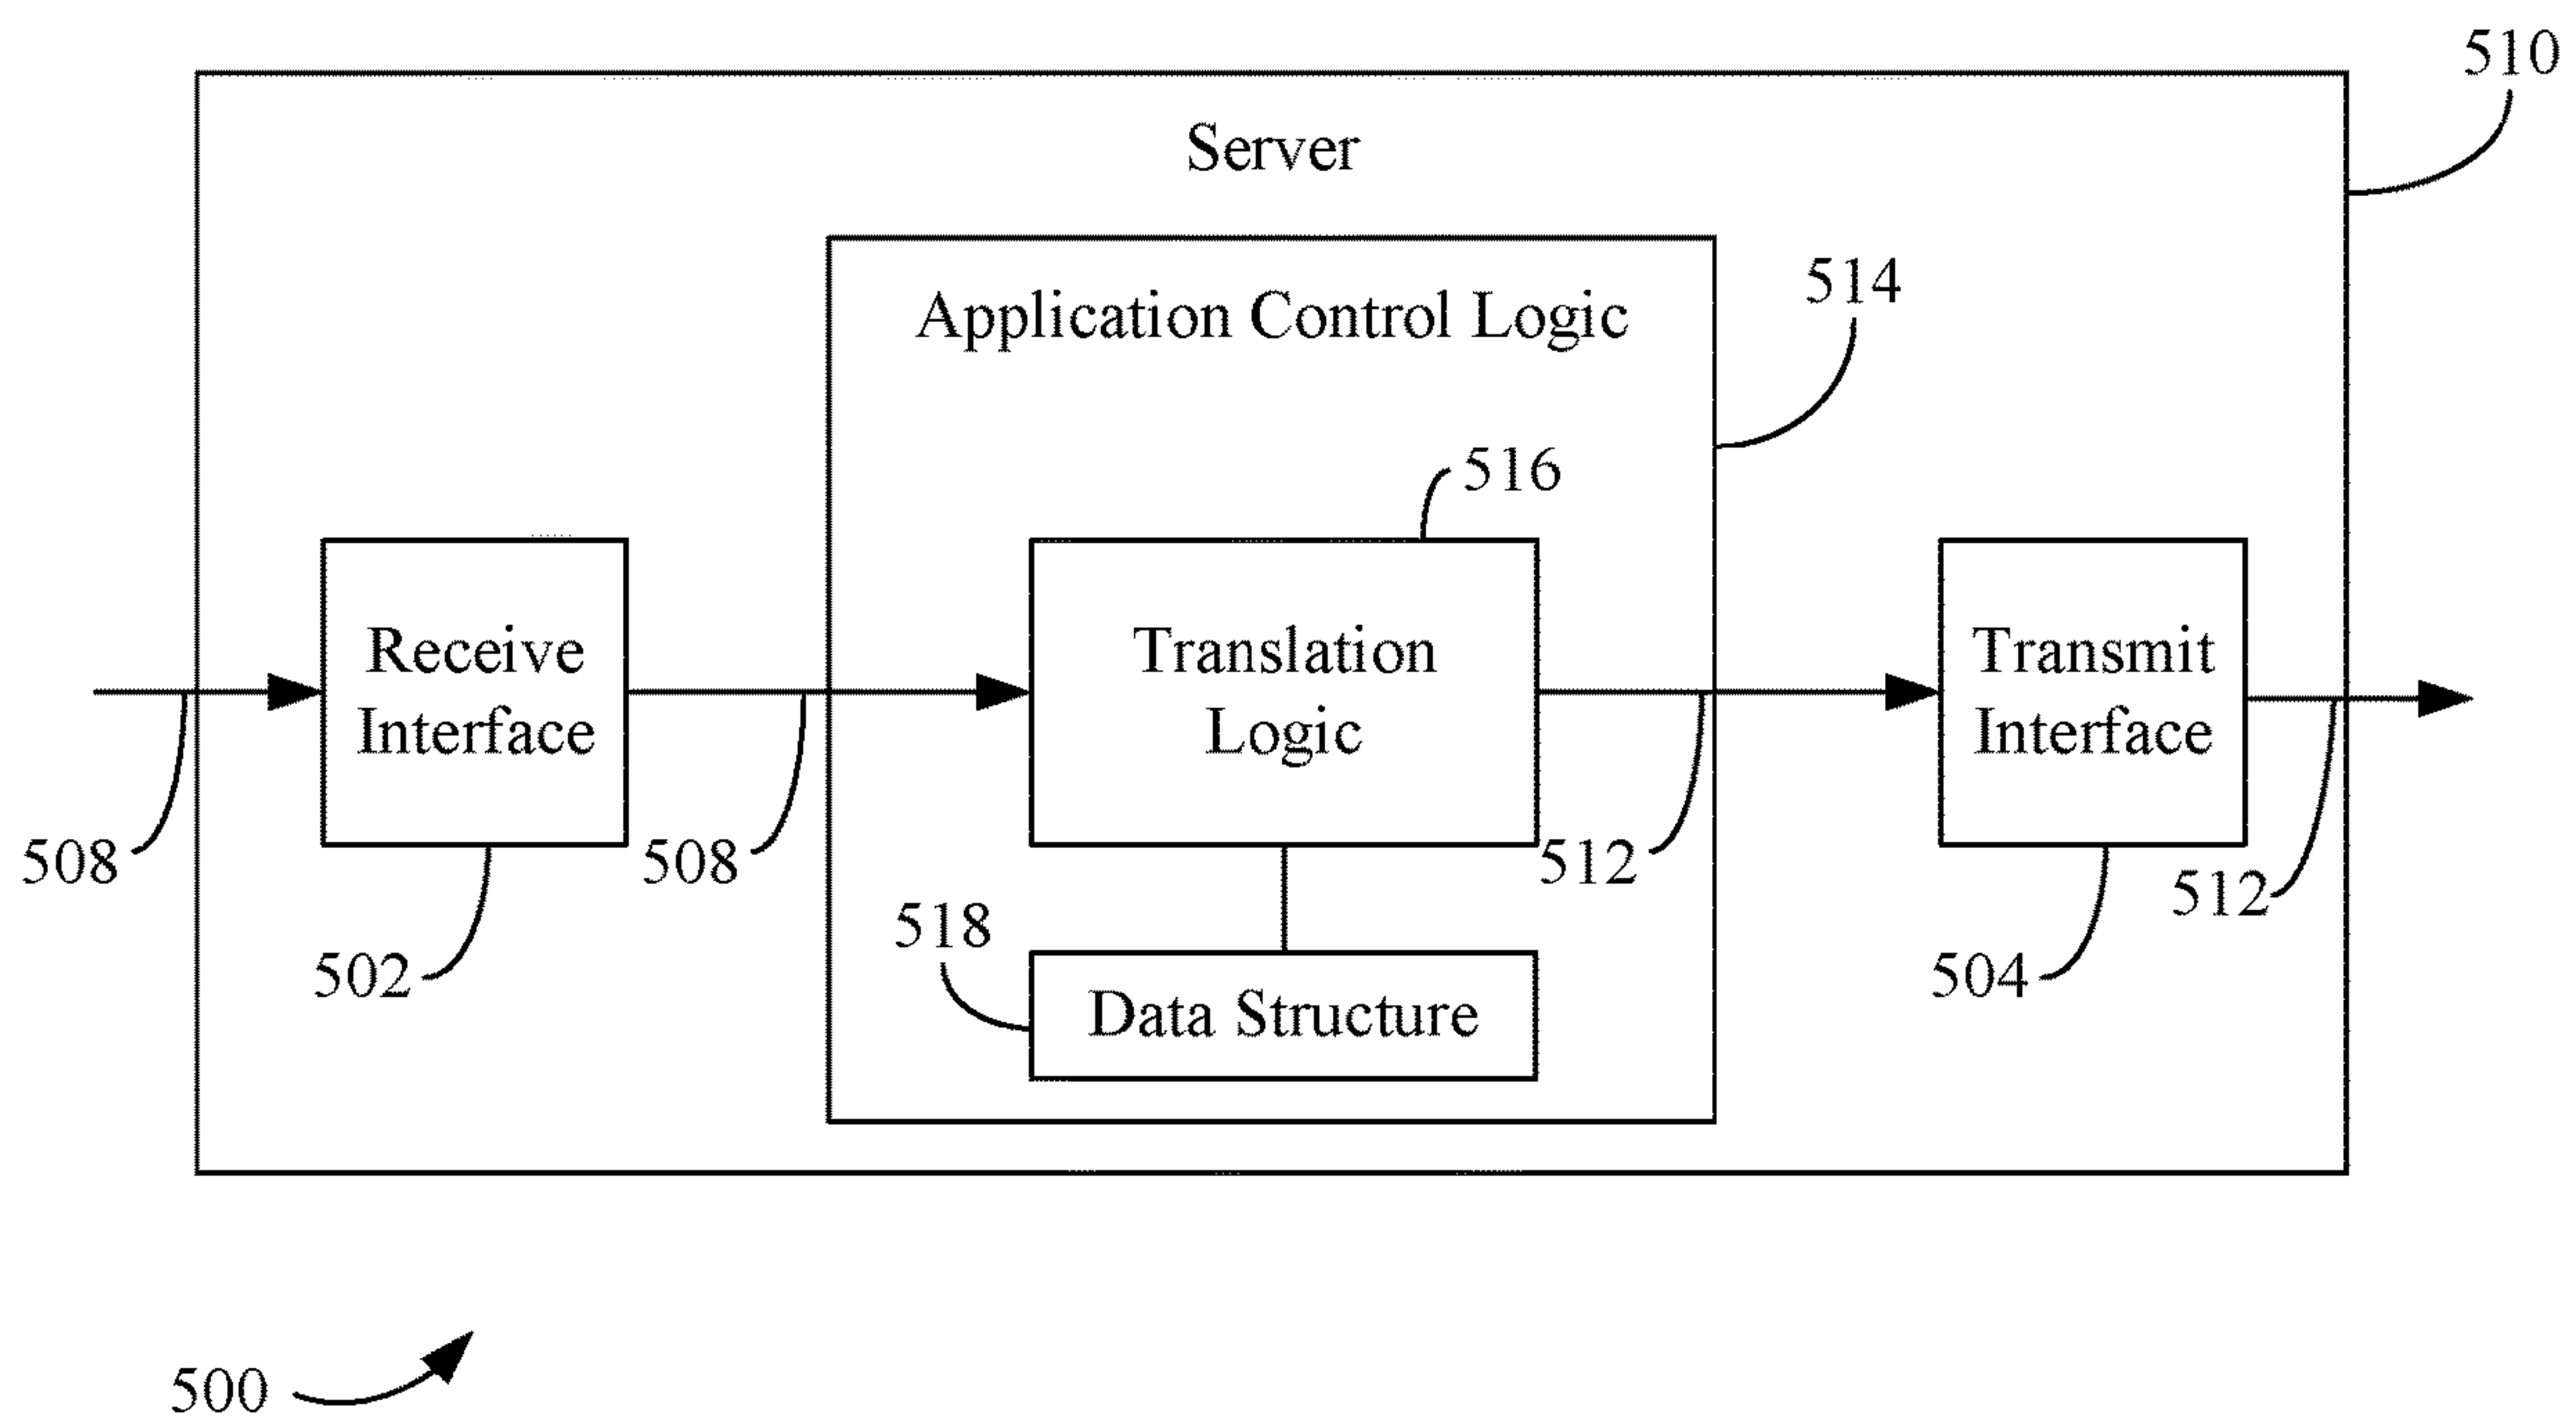 510
Server
514
Application Control Logic
516
Receive
Interface
Translation
Logic
Transmit
Interface
508
508
512
512
518
502
504
Data Structure
500